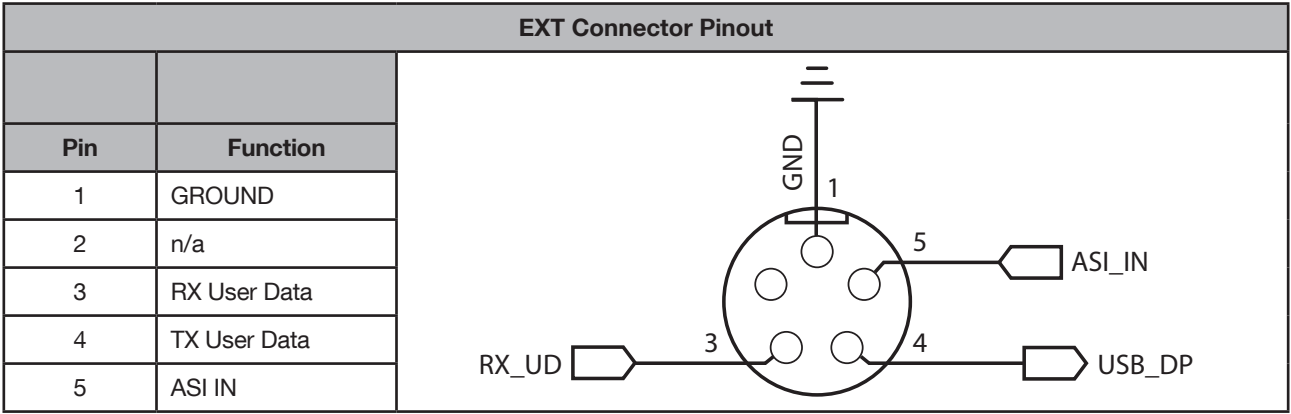 EXT Connector Pinout
Pin Function
1 GROUND
2 n/a
3 RX User Data
4 TX User Data
5 ASI IN
GND
1
5
ASI_IN
3
4
RX_UD
USB_DP